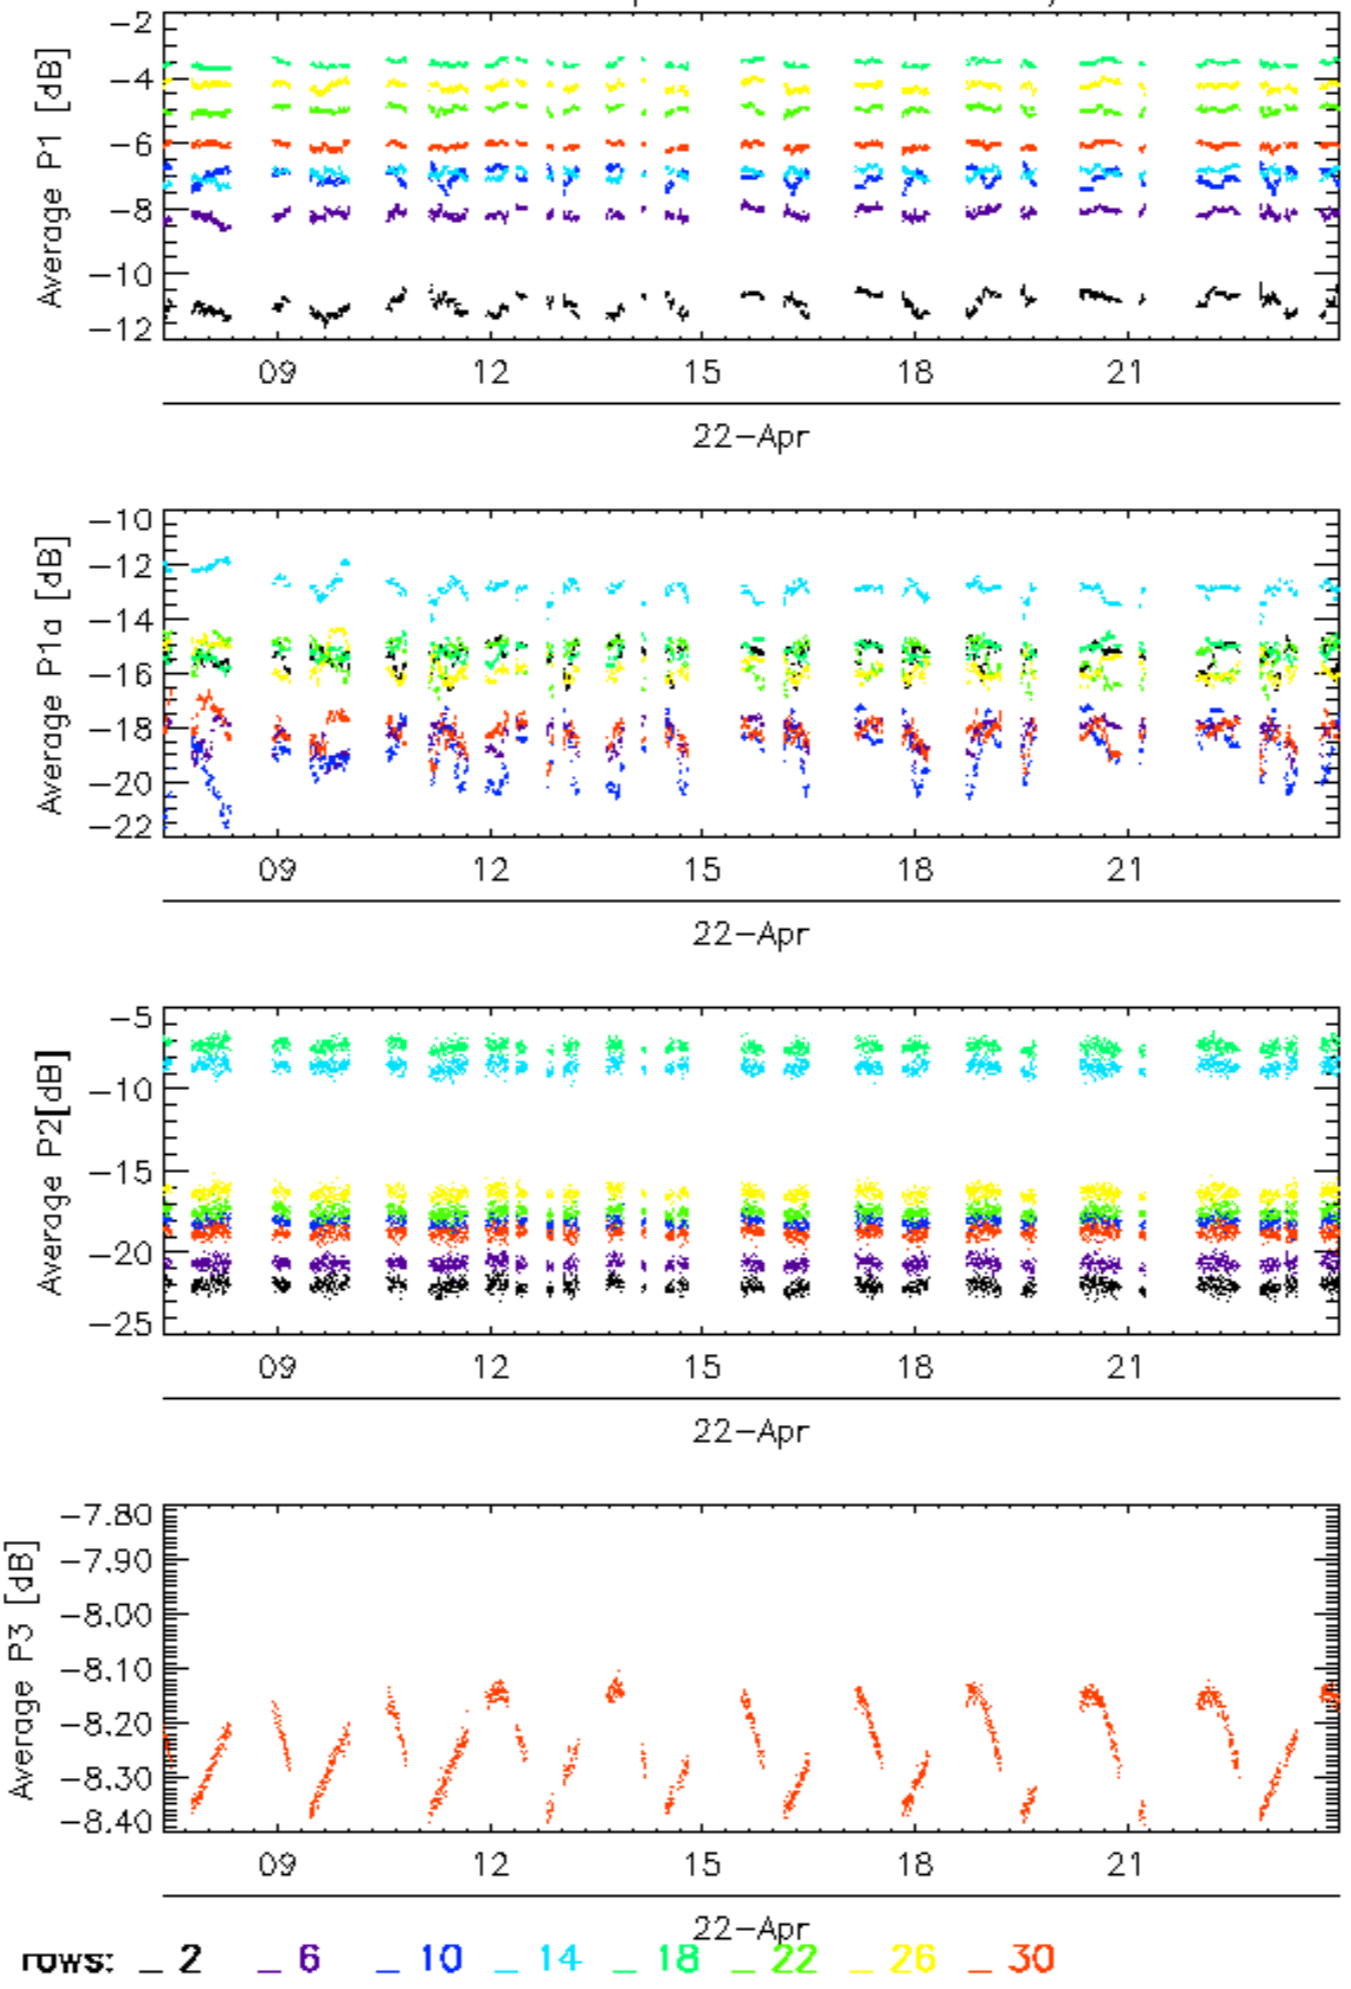 Average P1 [dB]
-2
-4
-6
-8
-10
-12
09 12 15 18 21
22-Apr
Average P1a [dB]
-10
-12
-14
-16
-18
-20
-22
09 12 15 18 21
22-Apr
Average P2[dB]
-5
-10
-15
-20
-25
09 12 15 18 21
22-Apr
Average P3 [dB]
-7.80
-7.90
-8.00
-8.10
-8.20
-8.30
-8.40
09 12 15 18 21
22-Apr
rows: _ 2 _ 6 _ 10 _ 14 _ 18 _ 22 _ 26 _ 30